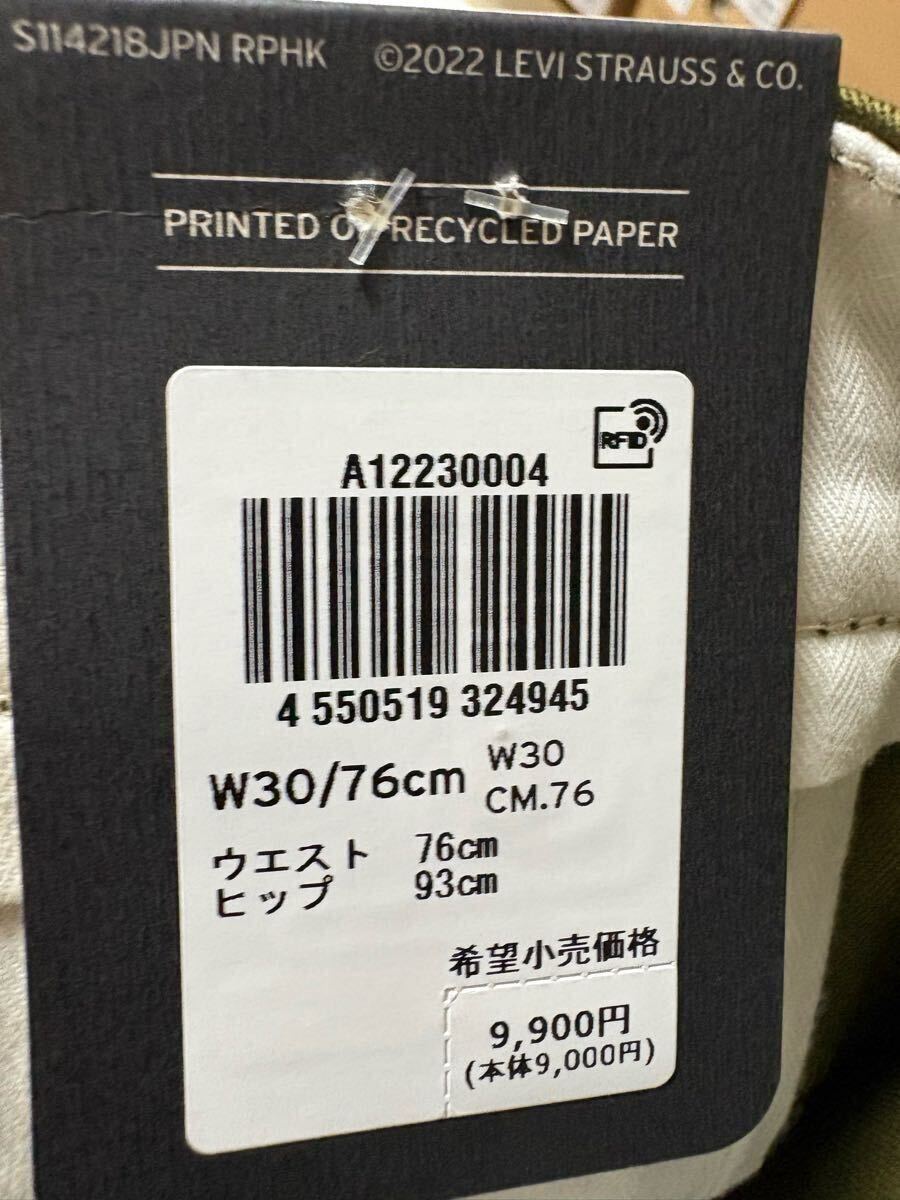 S114218JPN RPHK ©2022 LEVI STRAUSS & CO.
PRINTED ON RECYCLED PAPER
RFID
A12230004
4 550519 324945
W30/76cm
W30
CM.76
ウエスト 76cm
ヒップ 93cm
希望小売価格
9,900円
(本体9,000円)